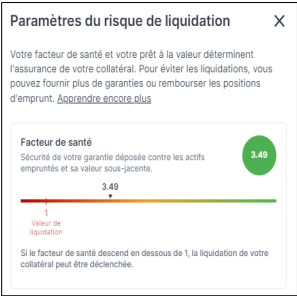 Paramètres du risque de liquidation
Votre facteur de santé et votre prêt à la valeur déterminent
l'assurance de votre collatéral. Pour éviter les liquidations, vous
pouvez fournir plus de garanties ou rembourser les positions
d'emprunt. Apprendre encore plus
Facteur de santé
Sécurité de votre garantie déposée contre les actifs
empruntés et sa valeur sous-jacente.
3.49
3.49
1
Valeur de
liquidation
Si le facteur de santé descend en dessous de 1, la liquidation de votre
collatéral peut être déclenchée.